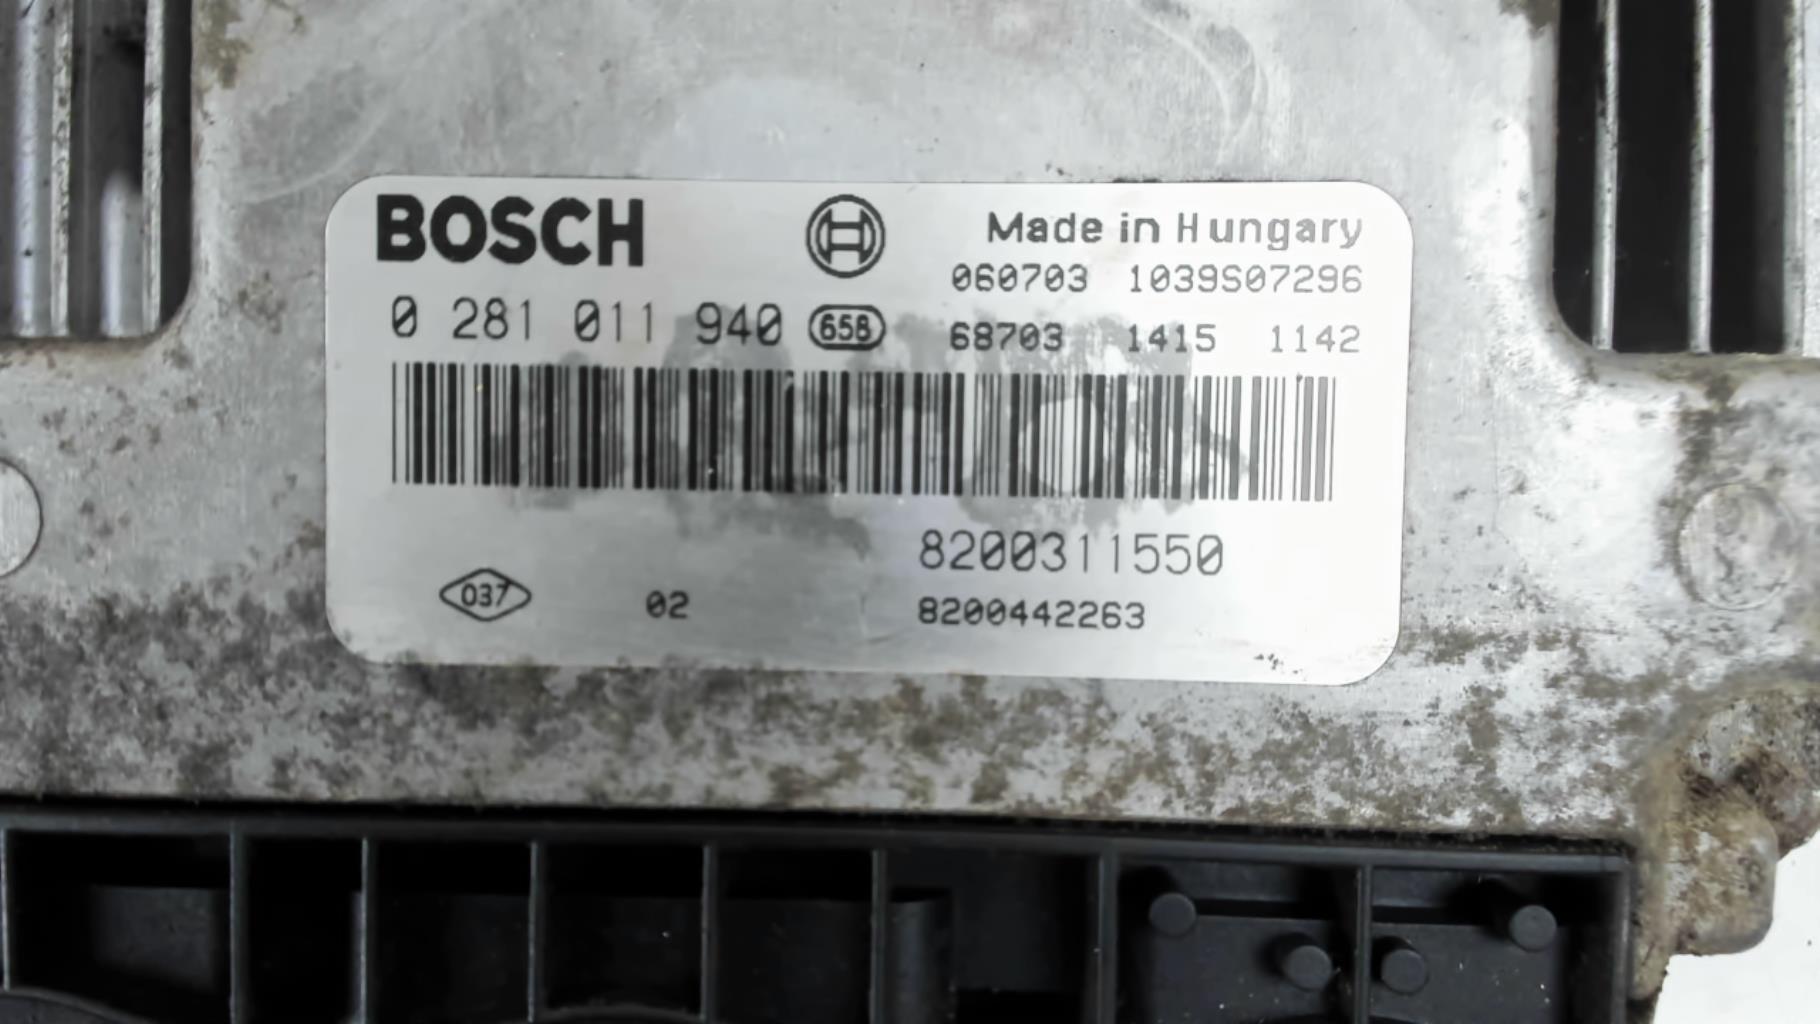 BOSCH
Made in Hungary
060703 1039S07296
0 281 011 940 658 68703 1415 1142
8200311550
037 02 8200442263